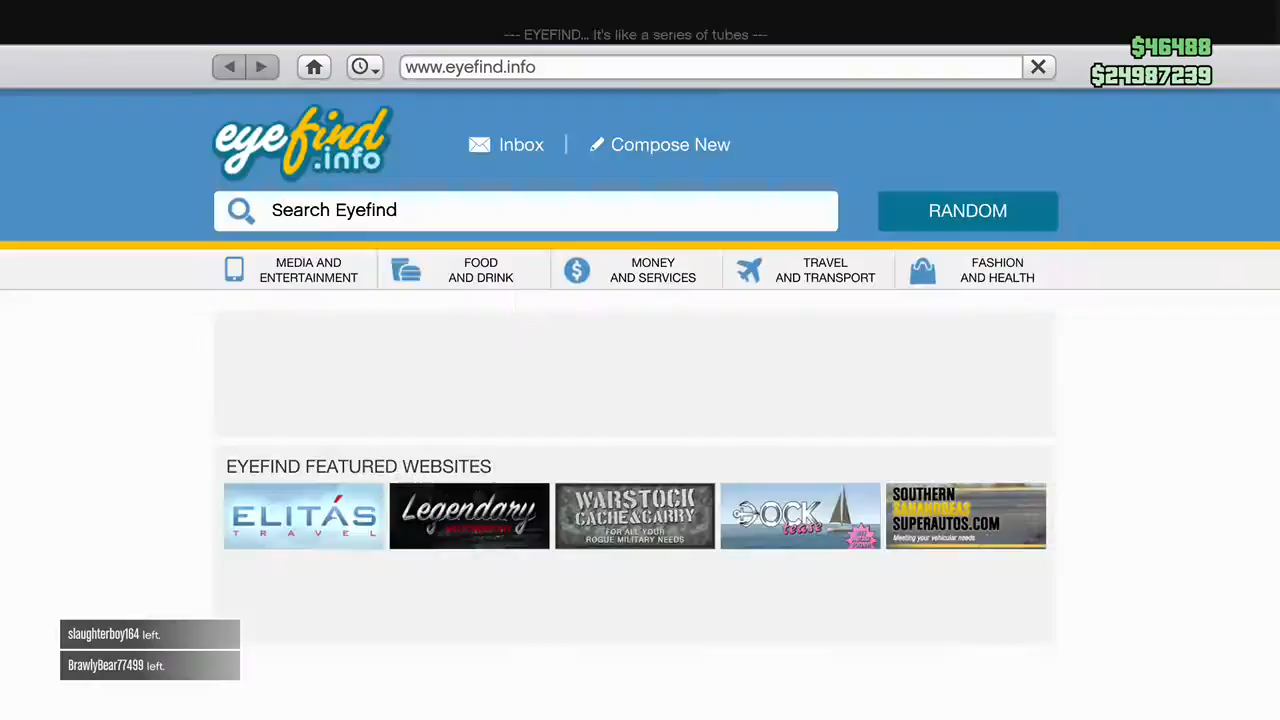 --- EYEFIND... It's like a series of tubes ---
$46488
www.eyefind.info
$24987239
eyefind
.info
Inbox
Compose New
Search Eyefind
RANDOM
MEDIA AND
ENTERTAINMENT
FOOD
AND DRINK
MONEY
AND SERVICES
TRAVEL
AND TRANSPORT
FASHION
AND HEALTH
EYEFIND FEATURED WEBSITES
ELITÁS
TRAVEL
Legendary
WARSTOCK
CACHE&CARRY
FOR ALL YOUR
ROGUE MILITARY NEEDS
DOCK
tease
SOUTHERN
SANANDREAS
SUPERAUTOS.COM
Meeting your vehicular needs
slaughterboy164 left.
BrawlyBear77499 left.